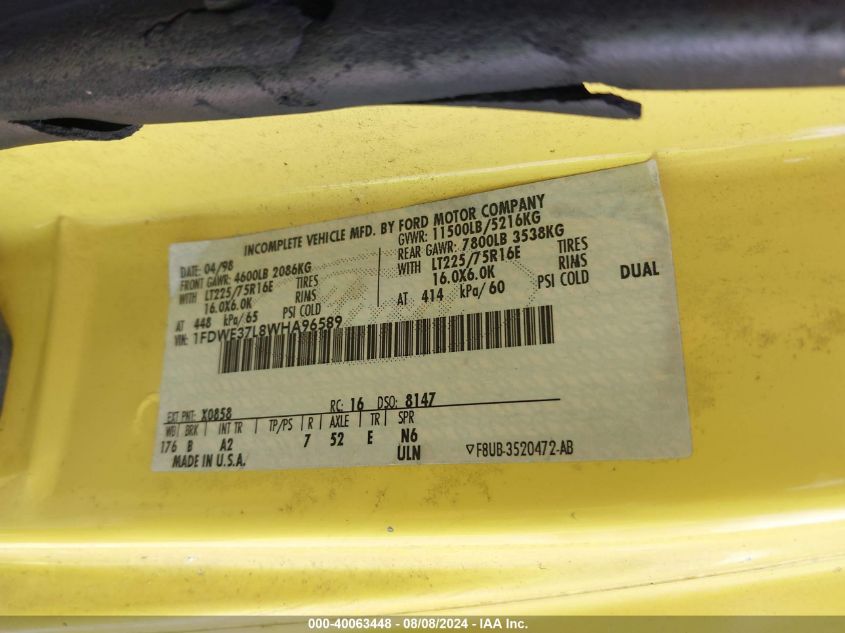 INCOMPLETE VEHICLE MFD. BY FORD MOTOR COMPANY
DATE: 04/98 GVWR: 11500LB/5216KG
FRONT GAWR: 4600LB 2086KG REAR GAWR: 7800LB 3538KG
WITH LT225/75R16E TIRES WITH LT225/75R16E TIRES
16.0X6.0K RIMS 16.0X6.0K RIMS DUAL
AT 448 kPa/65 PSI COLD AT 414 kPa/60 PSI COLD
1FDWE37L8WHA96589
EXT PNT: X0858 RC: 16 DSO: 8147
WB BRK INT TR TP/PS R AXLE TR SPR
176 B A2 7 52 E N6
MADE IN U.S.A. ULN
▽F8UB-3520472-AB
000-40063448 - 08/08/2024 - IAA Inc.